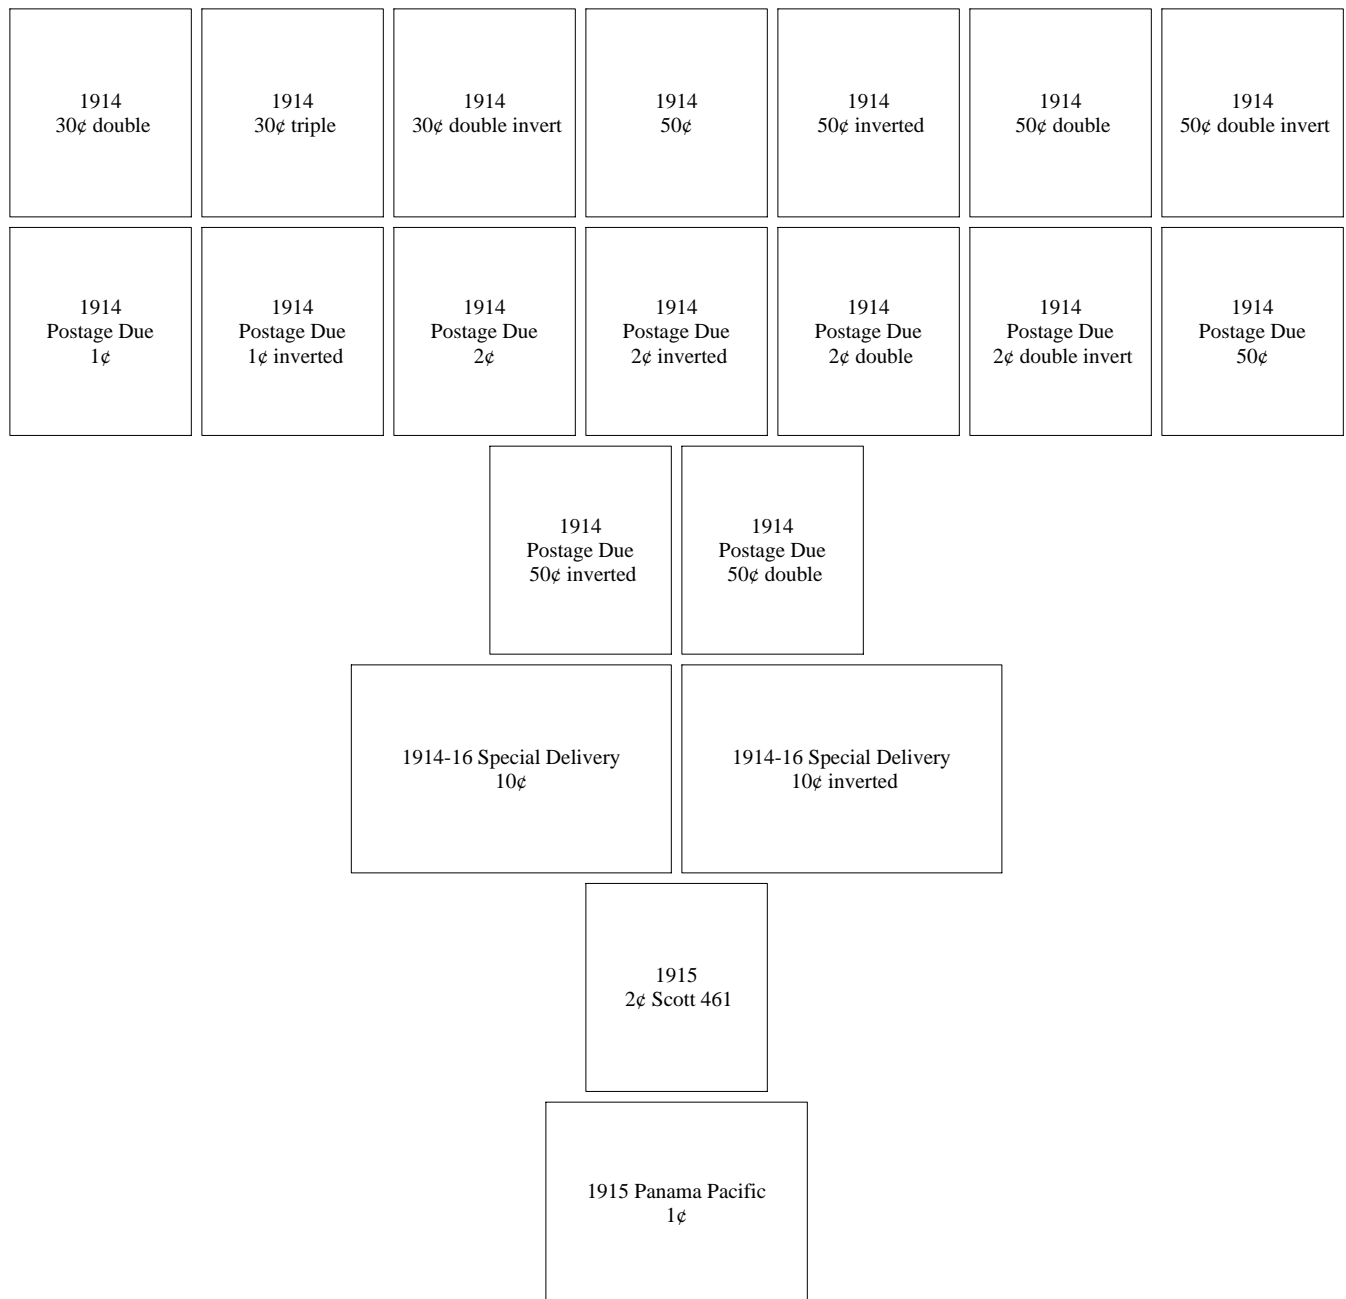 1914
30¢ double
1914
30¢ triple
1914
30¢ double invert
1914
50¢
1914
50¢ inverted
1914
50¢ double
1914
50¢ double invert
1914
Postage Due
1¢
1914
Postage Due
1¢ inverted
1914
Postage Due
2¢
1914
Postage Due
2¢ inverted
1914
Postage Due
2¢ double
1914
Postage Due
2¢ double invert
1914
Postage Due
50¢
1914
Postage Due
50¢ inverted
1914
Postage Due
50¢ double
1914-16 Special Delivery
10¢
1914-16 Special Delivery
10¢ inverted
1915
2¢ Scott 461
1915 Panama Pacific
1¢